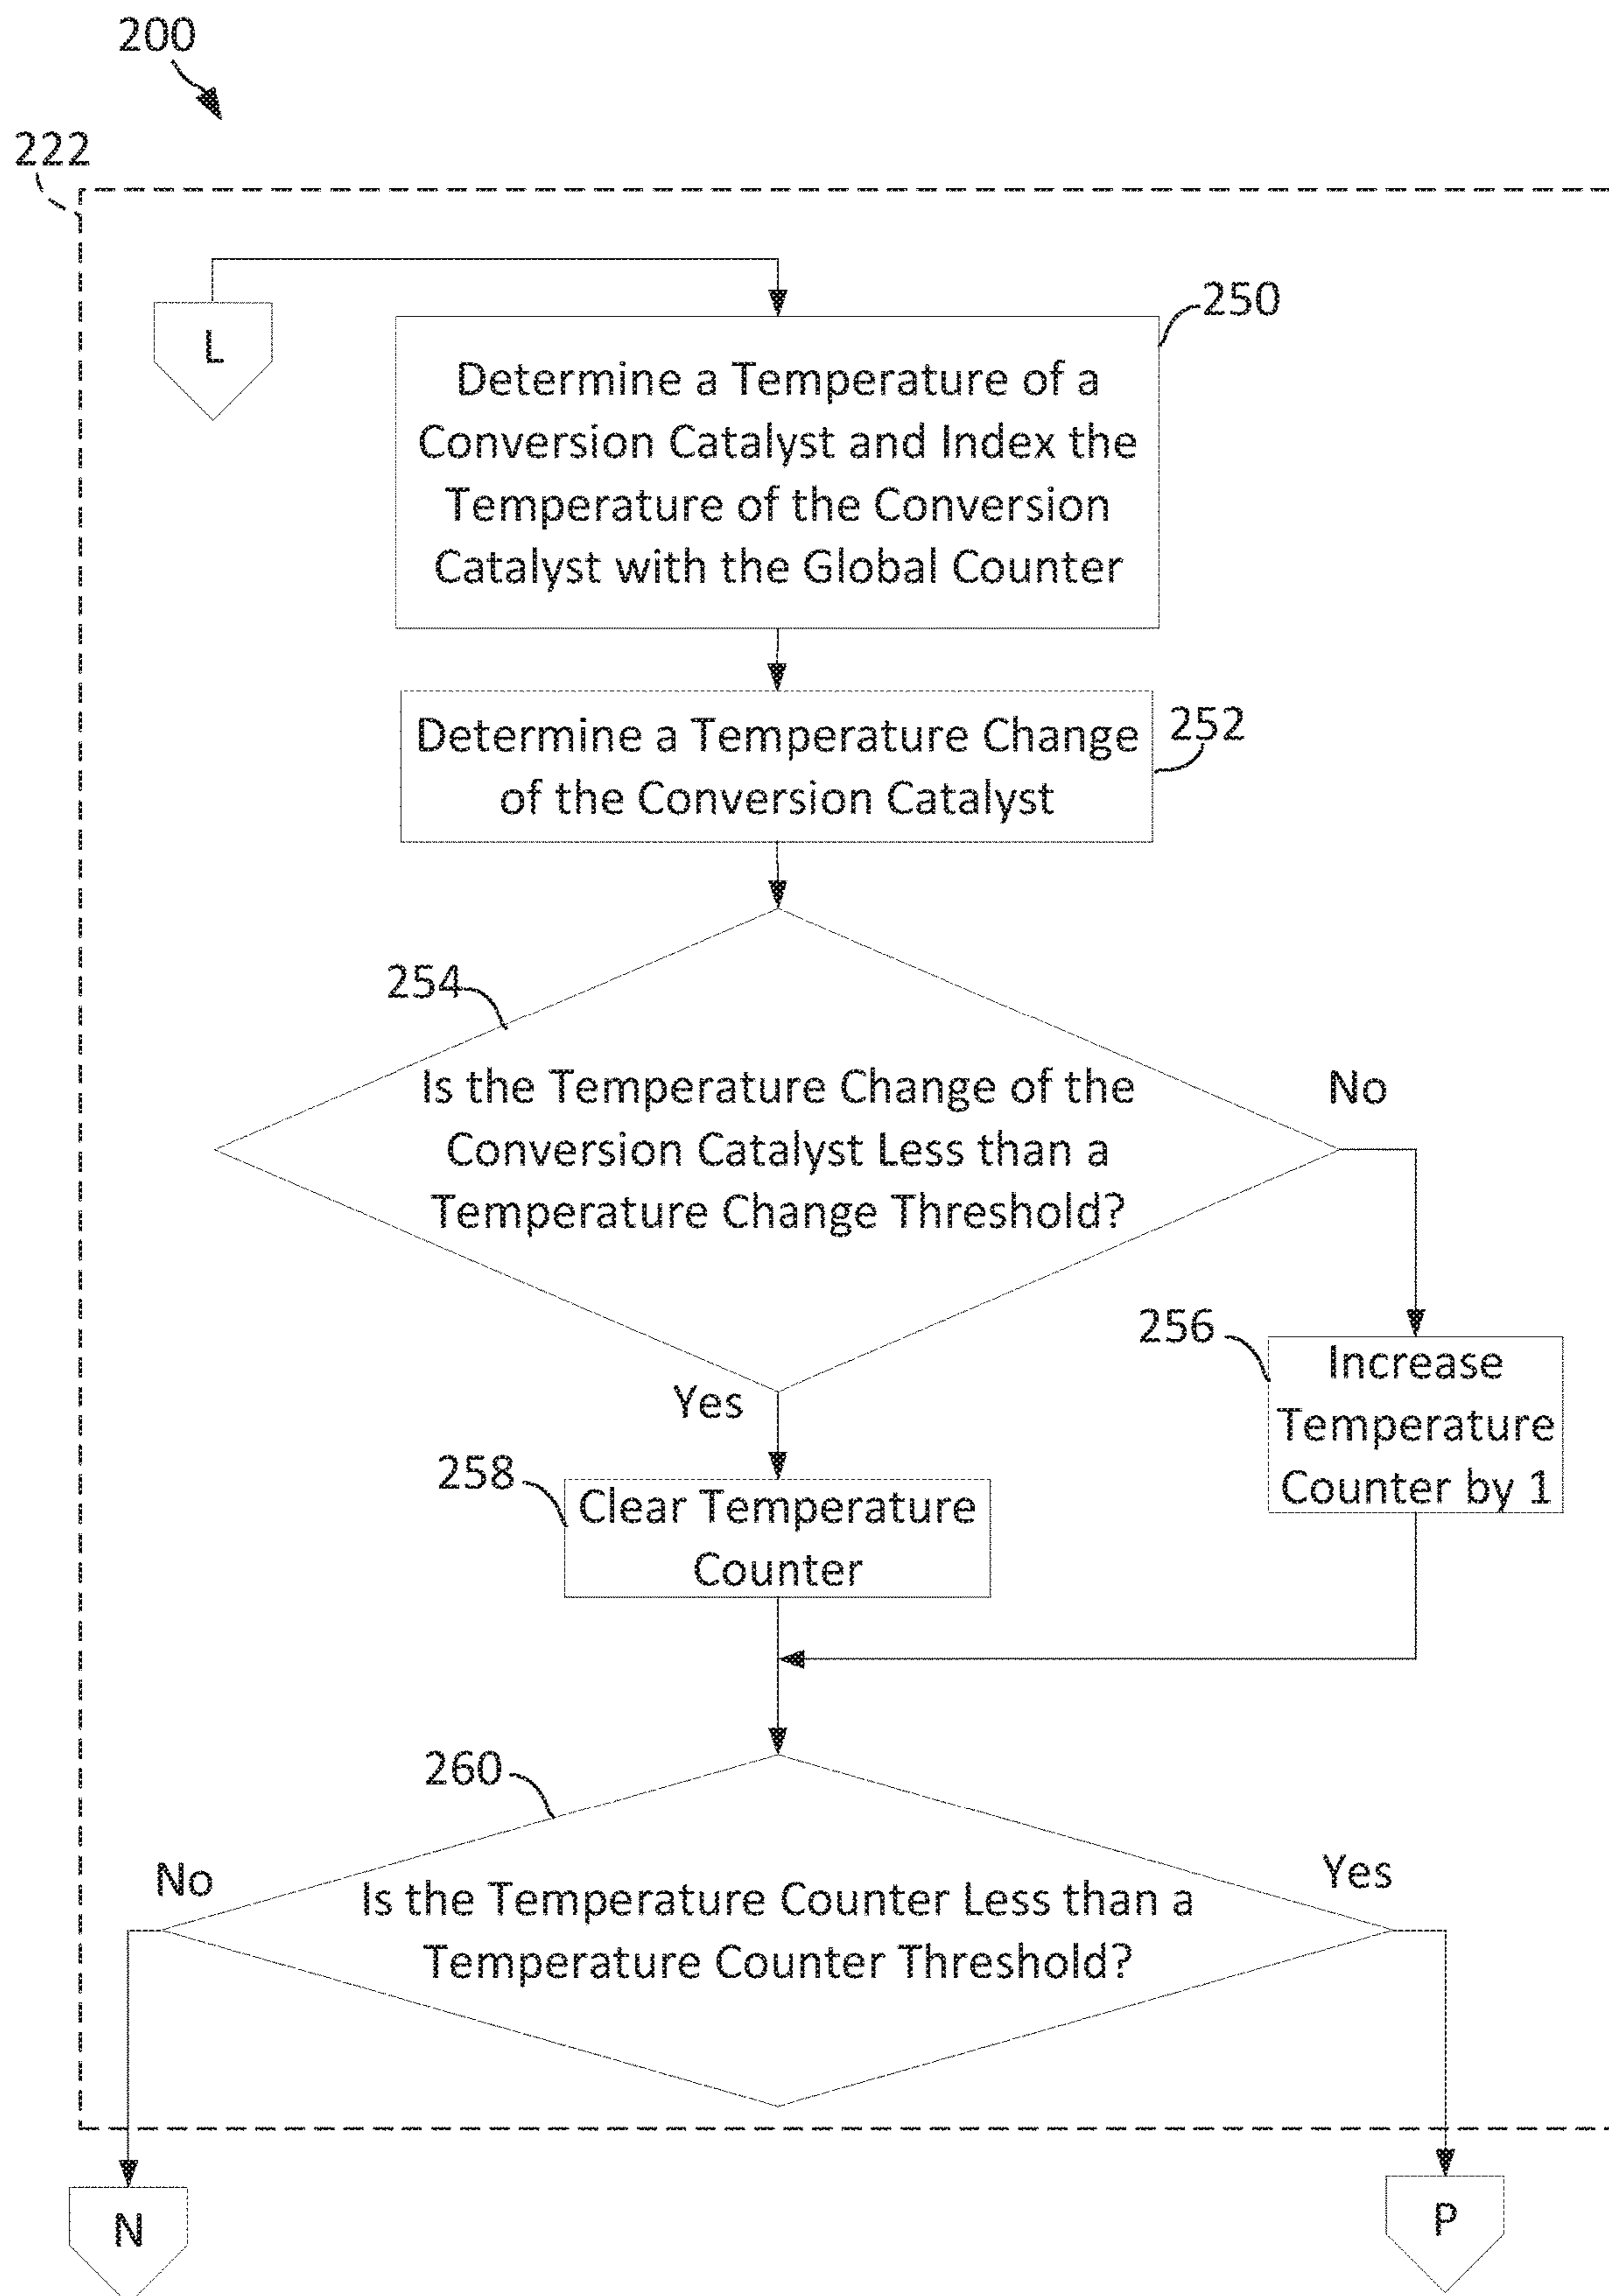 200
222
L
250
Determine a Temperature of a
Conversion Catalyst and Index the
Temperature of the Conversion
Catalyst with the Global Counter
Determine a Temperature Change
of the Conversion Catalyst
252
254
Is the Temperature Change of the
Conversion Catalyst Less than a
Temperature Change Threshold?
No
Yes
256
Increase
Temperature
Counter by 1
258
Clear Temperature
Counter
260
No
Is the Temperature Counter Less than a
Temperature Counter Threshold?
Yes
N
P